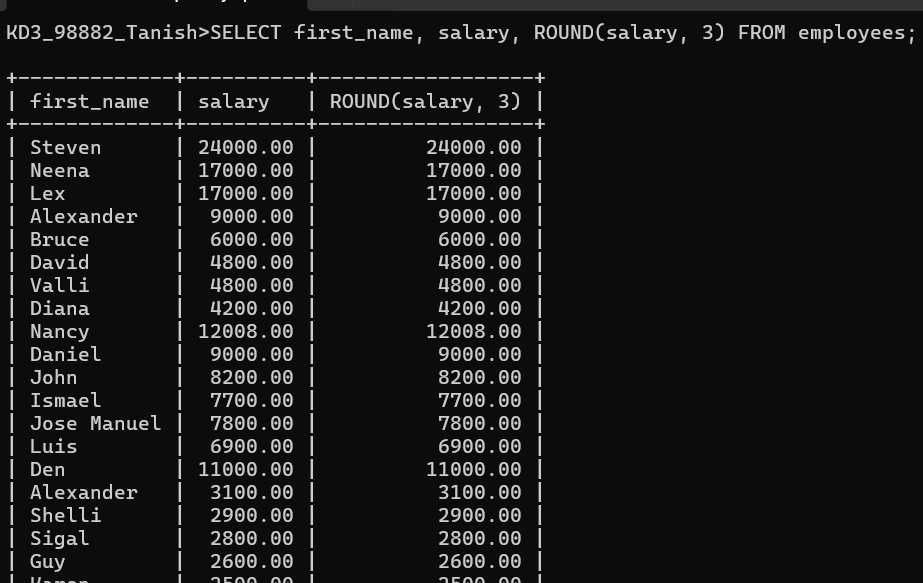 KD3_98882_Tanish>SELECT first_name, salary, ROUND(salary, 3) FROM employees;
+-------------+----------+------------------+
| first_name  | salary   | ROUND(salary, 3) |
+-------------+----------+------------------+
| Steven      | 24000.00 |         24000.00 |
| Neena       | 17000.00 |         17000.00 |
| Lex         | 17000.00 |         17000.00 |
| Alexander   |  9000.00 |          9000.00 |
| Bruce       |  6000.00 |          6000.00 |
| David       |  4800.00 |          4800.00 |
| Valli       |  4800.00 |          4800.00 |
| Diana       |  4200.00 |          4200.00 |
| Nancy       | 12008.00 |         12008.00 |
| Daniel      |  9000.00 |          9000.00 |
| John        |  8200.00 |          8200.00 |
| Ismael      |  7700.00 |          7700.00 |
| Jose Manuel |  7800.00 |          7800.00 |
| Luis        |  6900.00 |          6900.00 |
| Den         | 11000.00 |         11000.00 |
| Alexander   |  3100.00 |          3100.00 |
| Shelli      |  2900.00 |          2900.00 |
| Sigal       |  2800.00 |          2800.00 |
| Guy         |  2600.00 |          2600.00 |
| Karen       |  2500.00 |          2500.00 |